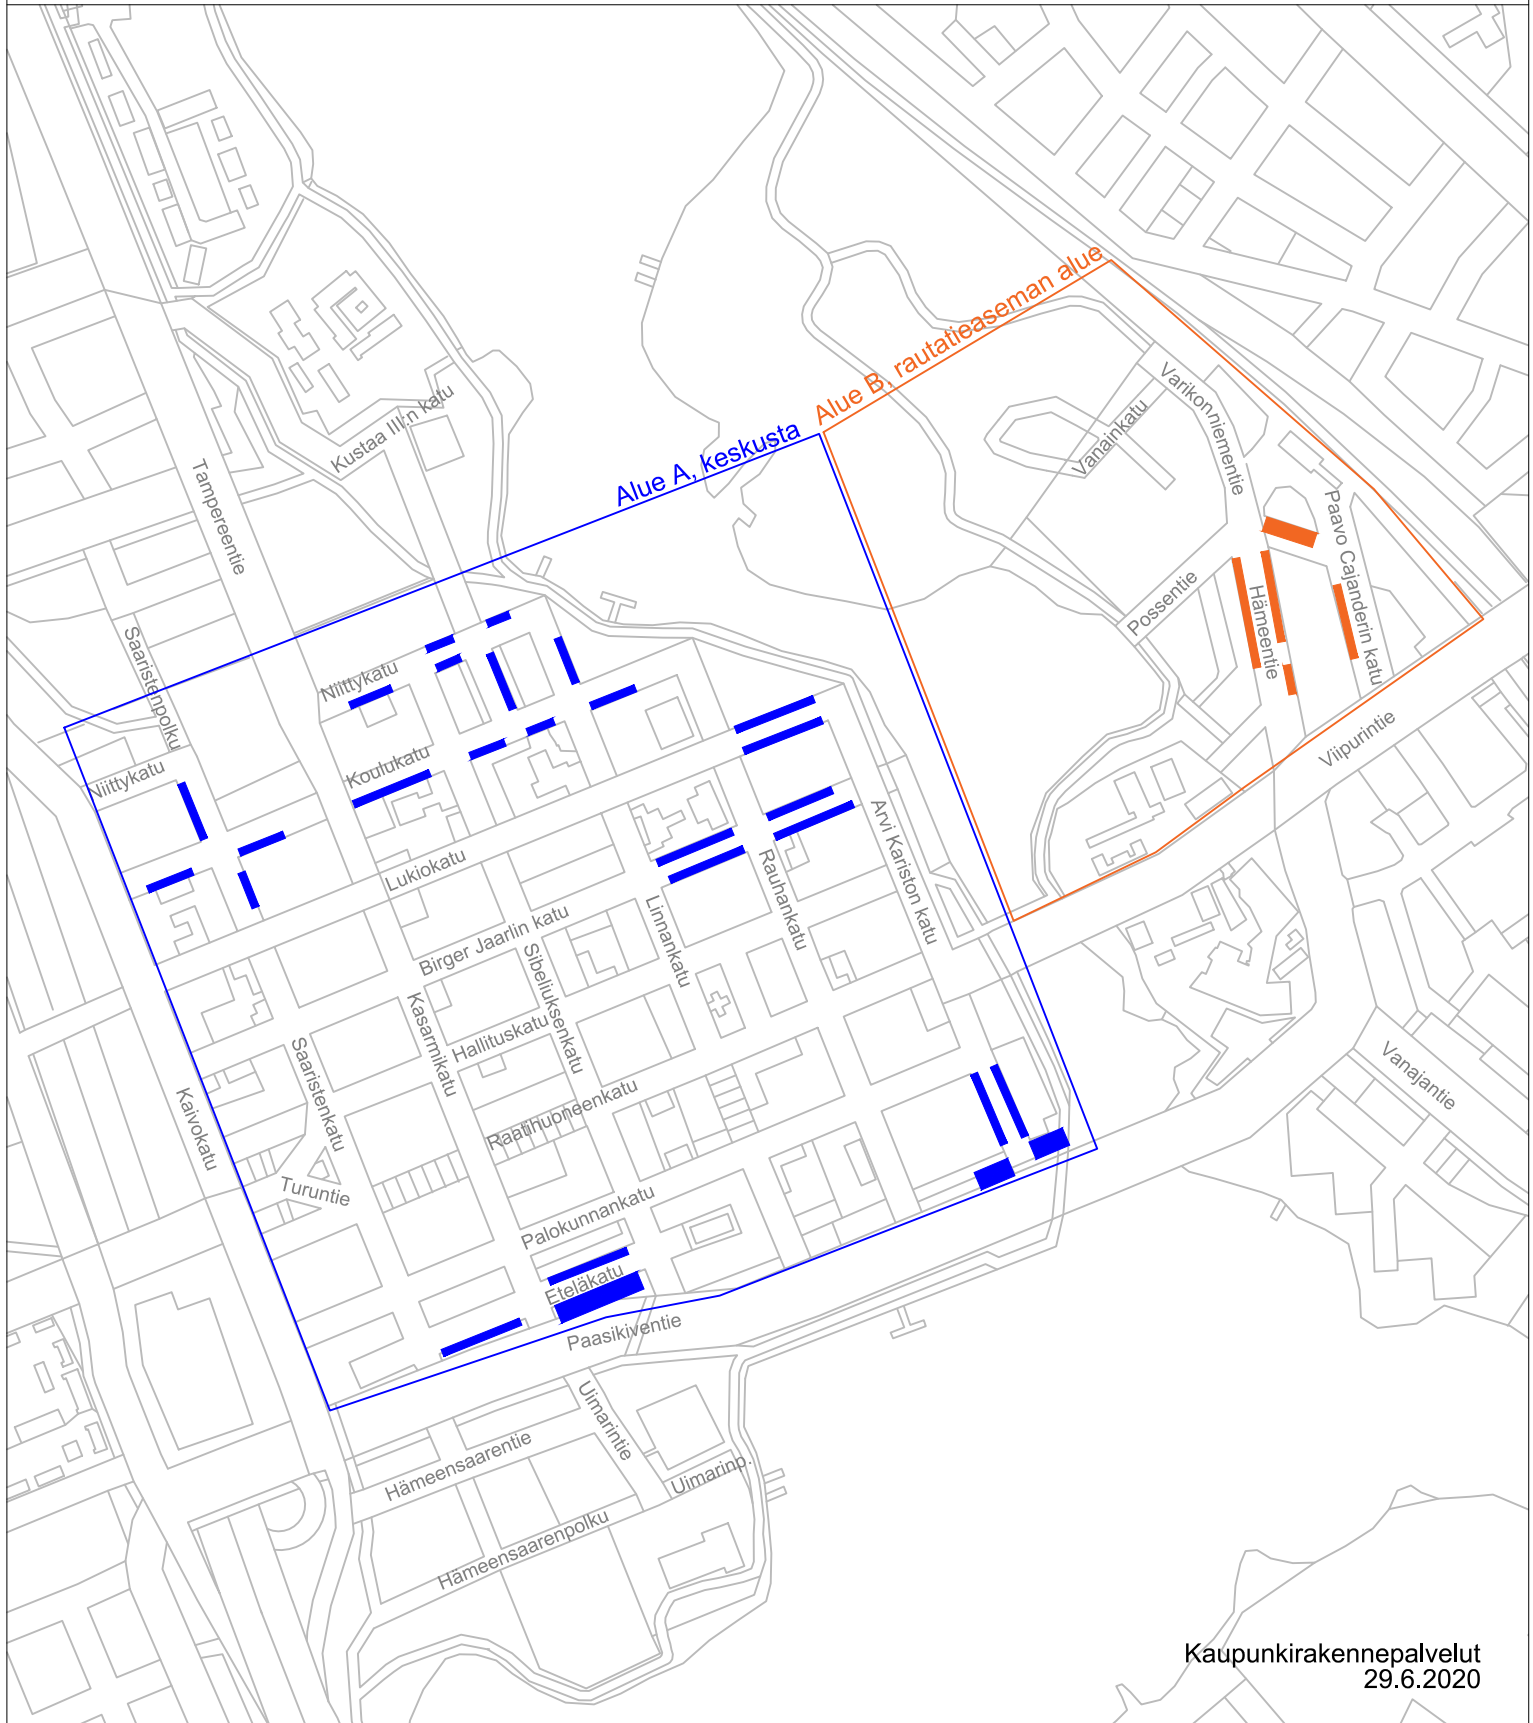 Alue B, rautatieaseman alue
Alue A, keskusta
Kustaa III:n katu
Varikonniementie
Vanainkatu
Tampereentie
Paavo Cajanderin katu
Possentie
Hämeentie
Saaristenpolku
Niittykatu
Viipurintie
Koulukatu
Niittykatu
Arvi Kariston katu
Lukiokatu
Rauhankatu
Linnankatu
Birger Jaarlin katu
Sibeliuksenkatu
Kasarmikatu
Hallituskatu
Saaristenkatu
Vanajantie
Kaivokatu
Raatihuoneenkatu
Turuntie
Palokunnankatu
Eteläkatu
Paasikiventie
Uimarintie
Hämeensaarentie
Uimarinp.
Hämeensaarenpolku
Kaupunkirakennepalvelut
29.6.2020